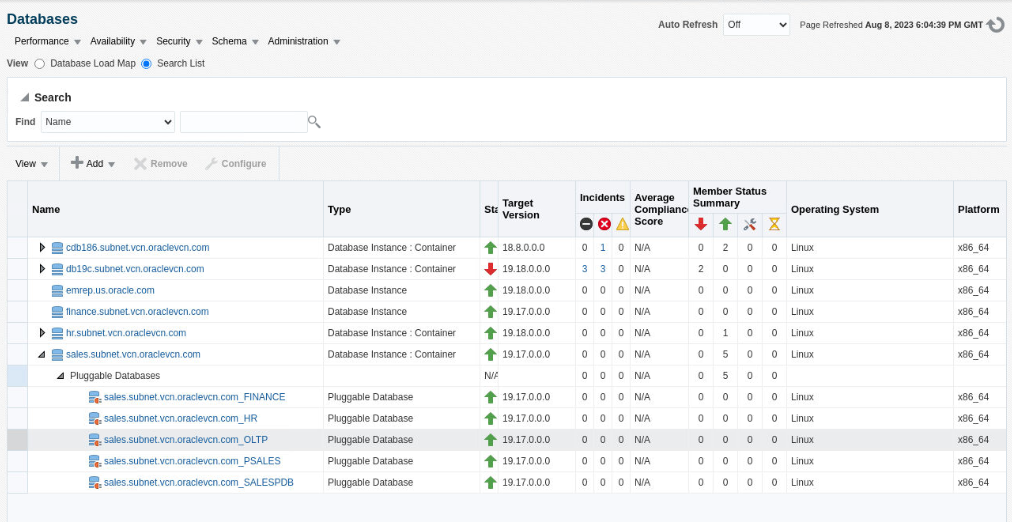 Databases
Auto Refresh Off Page Refreshed Aug 8, 2023 6:04:39 PM GMT
Performance Availability Security Schema Administration
View Database Load Map Search List
Search
Find Name
View Add Remove Configure
Name Type Sta Target Version Incidents Average Compliance Score Member Status Summary Operating System Platform
cdb186.subnet.vcn.oraclevcn.com Database Instance : Container 18.8.0.0.0 0 1 0 N/A 0 2 0 0 Linux x86_64
db19c.subnet.vcn.oraclevcn.com Database Instance : Container 19.18.0.0.0 3 3 0 N/A 2 0 0 0 Linux x86_64
emrep.us.oracle.com Database Instance 19.18.0.0.0 0 0 0 N/A 0 0 0 0 Linux x86_64
finance.subnet.vcn.oraclevcn.com Database Instance 19.17.0.0.0 0 0 0 N/A 0 0 0 0 Linux x86_64
hr.subnet.vcn.oraclevcn.com Database Instance : Container 19.18.0.0.0 0 0 0 N/A 0 1 0 0 Linux x86_64
sales.subnet.vcn.oraclevcn.com Database Instance : Container 19.17.0.0.0 0 0 0 N/A 0 5 0 0 Linux x86_64
Pluggable Databases N/A 0 0 0 N/A 0 5 0 0
sales.subnet.vcn.oraclevcn.com_FINANCE Pluggable Database 19.17.0.0.0 0 0 0 N/A 0 0 0 0 Linux x86_64
sales.subnet.vcn.oraclevcn.com_HR Pluggable Database 19.17.0.0.0 0 0 0 N/A 0 0 0 0 Linux x86_64
sales.subnet.vcn.oraclevcn.com_OLTP Pluggable Database 19.17.0.0.0 0 0 0 N/A 0 0 0 0 Linux x86_64
sales.subnet.vcn.oraclevcn.com_PSALES Pluggable Database 19.17.0.0.0 0 0 0 N/A 0 0 0 0 Linux x86_64
sales.subnet.vcn.oraclevcn.com_SALESPDB Pluggable Database 19.17.0.0.0 0 0 0 N/A 0 0 0 0 Linux x86_64